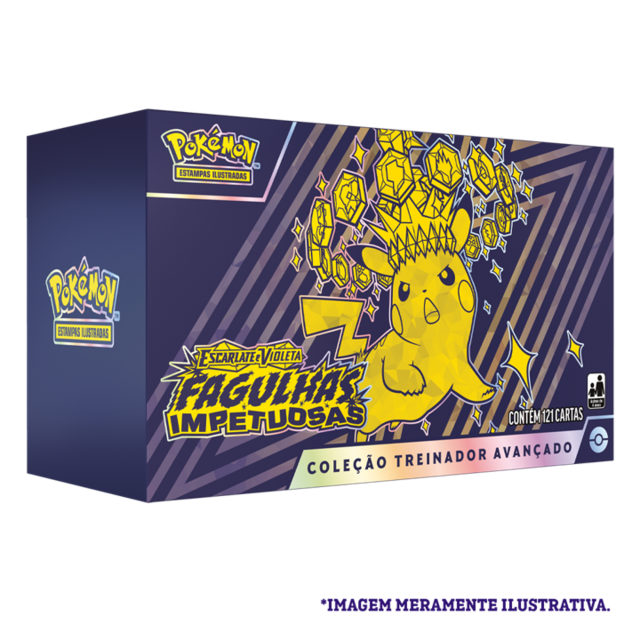 POKÉMON
ESTAMPAS ILUSTRADAS
POKÉMON
ESTAMPAS ILUSTRADAS
ESCARLATE E VIOLETA
FAGULHAS
IMPETUOSAS
CONTÉM 121 CARTAS
COLEÇÃO TREINADOR AVANÇADO
*IMAGEM MERAMENTE ILUSTRATIVA.